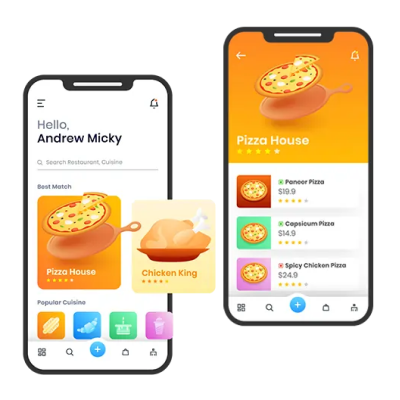 Hello,
Andrew Micky
Search Restaurant, Cuisine
Best Match
Pizza House
Chicken King
Popular Cuisine
Pizza House
Paneer Pizza
$19.9
Capsicum Pizza
$14.9
Spicy Chicken Pizza
$24.9